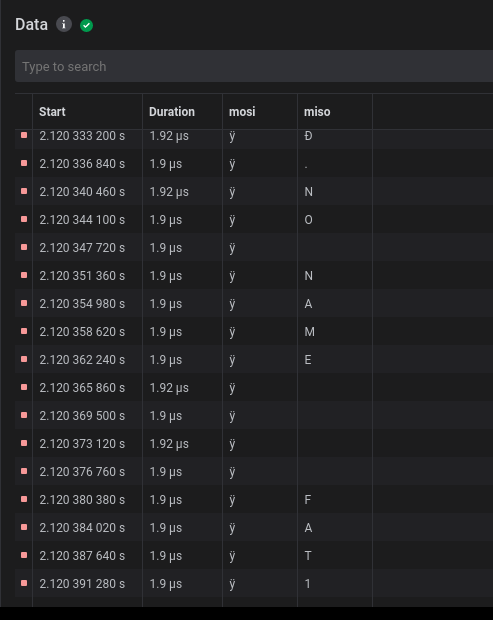 Data
Type to search
Start Duration mosi miso
2.120 333 200 s 1.92 μs ÿ Ð
2.120 336 840 s 1.9 μs ÿ .
2.120 340 460 s 1.92 μs ÿ N
2.120 344 100 s 1.9 μs ÿ O
2.120 347 720 s 1.9 μs ÿ
2.120 351 360 s 1.9 μs ÿ N
2.120 354 980 s 1.9 μs ÿ A
2.120 358 620 s 1.9 μs ÿ M
2.120 362 240 s 1.9 μs ÿ E
2.120 365 860 s 1.92 μs ÿ
2.120 369 500 s 1.9 μs ÿ
2.120 373 120 s 1.92 μs ÿ
2.120 376 760 s 1.9 μs ÿ
2.120 380 380 s 1.9 μs ÿ F
2.120 384 020 s 1.9 μs ÿ A
2.120 387 640 s 1.9 μs ÿ T
2.120 391 280 s 1.9 μs ÿ 1